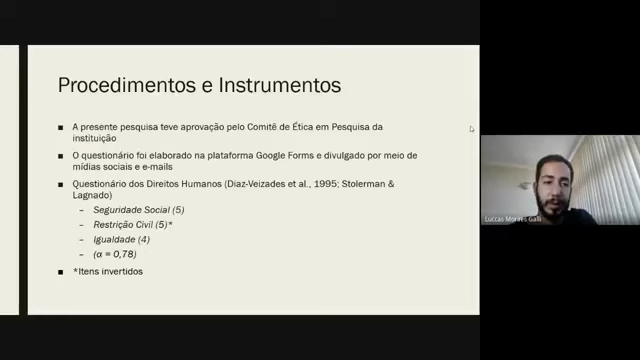 Procedimentos e Instrumentos
■ A presente pesquisa teve aprovação pelo Comitê de Ética em Pesquisa da
instituição
■ O questionário foi elaborado na plataforma Google Forms e divulgado por meio de
mídias sociais e e-mails
■ Questionário dos Direitos Humanos (Diaz-Veizades et al., 1995; Stolerman &
Lagnado)
– Seguridade Social (5)
– Restrição Civil (5)*
– Igualdade (4)
– (α = 0,78)
■ *Itens invertidos
Luccas Moraes Galli